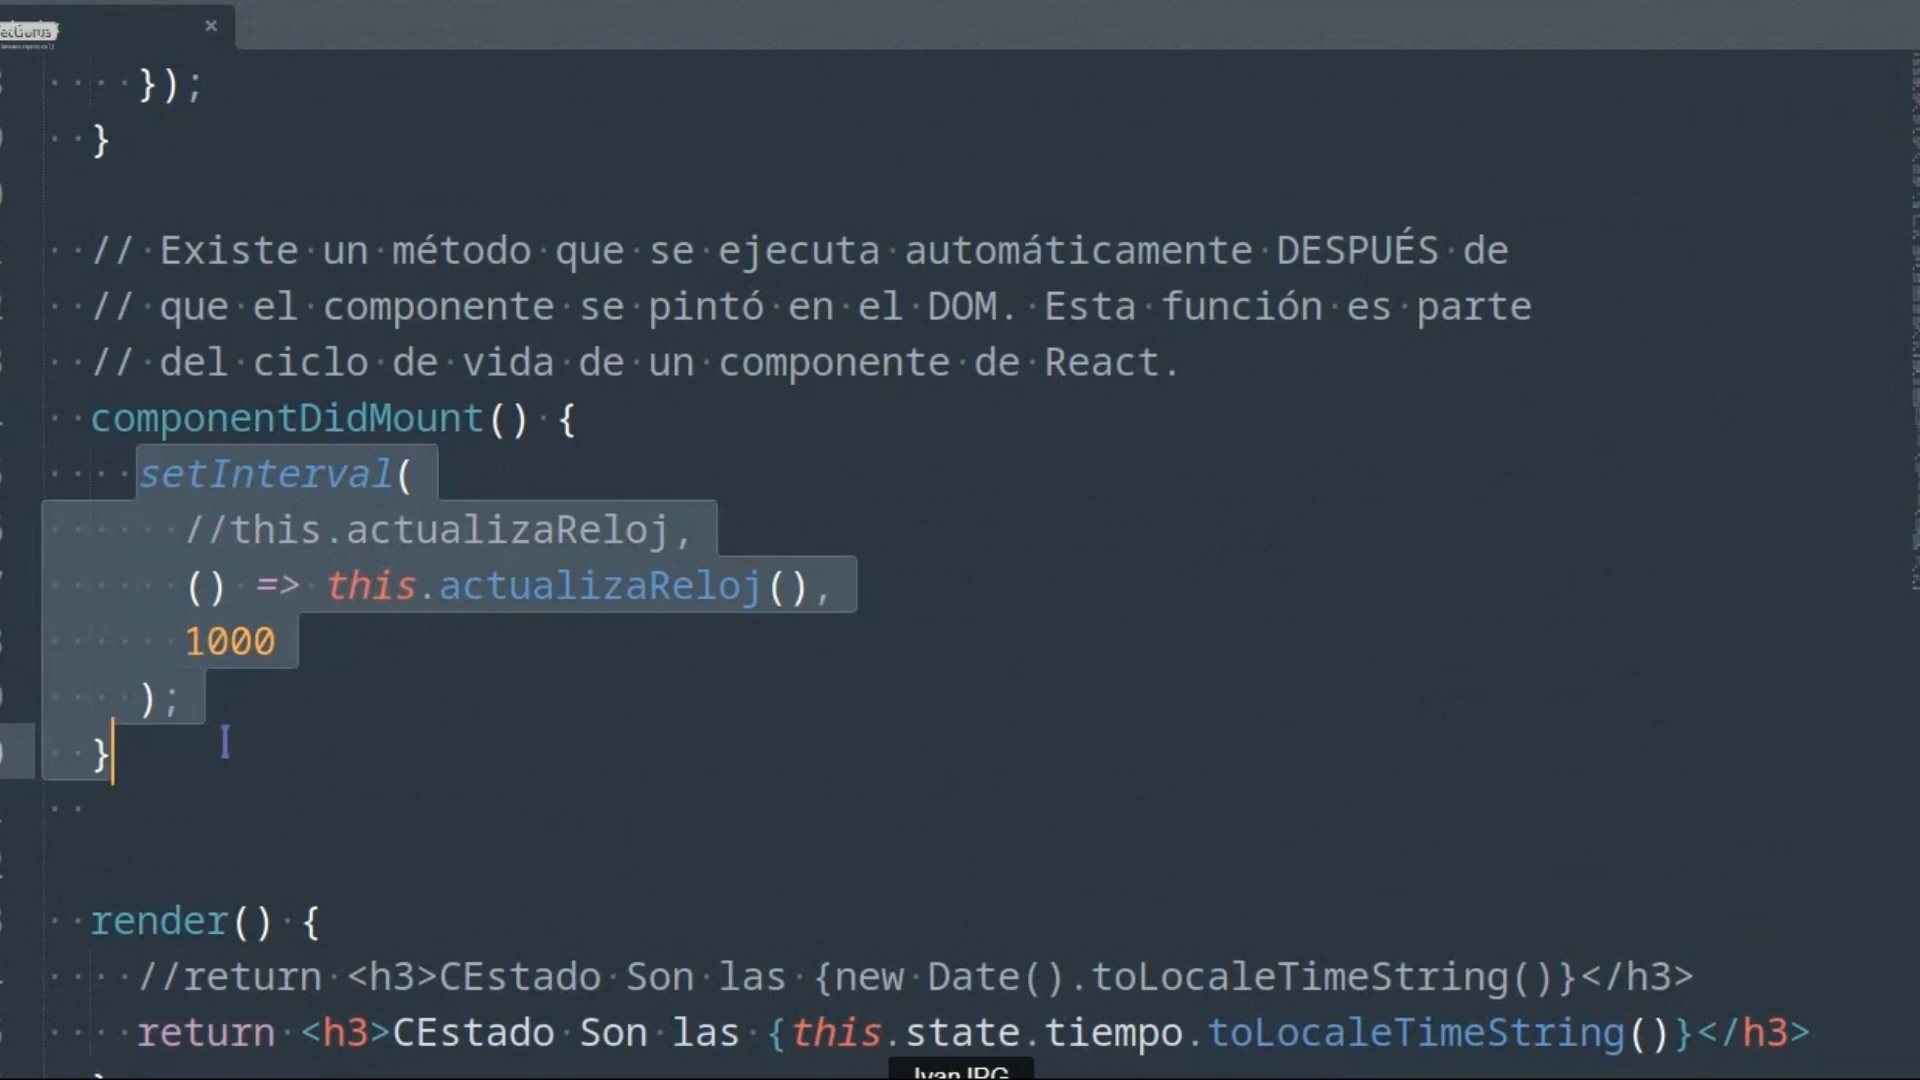 });
}
// Existe un método que se ejecuta automáticamente DESPUÉS de
// que el componente se pintó en el DOM. Esta función es parte
// del ciclo de vida de un componente de React.
componentDidMount() {
setInterval(
//this.actualizaReloj,
() => this.actualizaReloj(),
1000
);
}
render() {
//return <h3>CEstado Son las {new Date().toLocaleTimeString()}</h3>
return <h3>CEstado Son las {this.state.tiempo.toLocaleTimeString()}</h3>